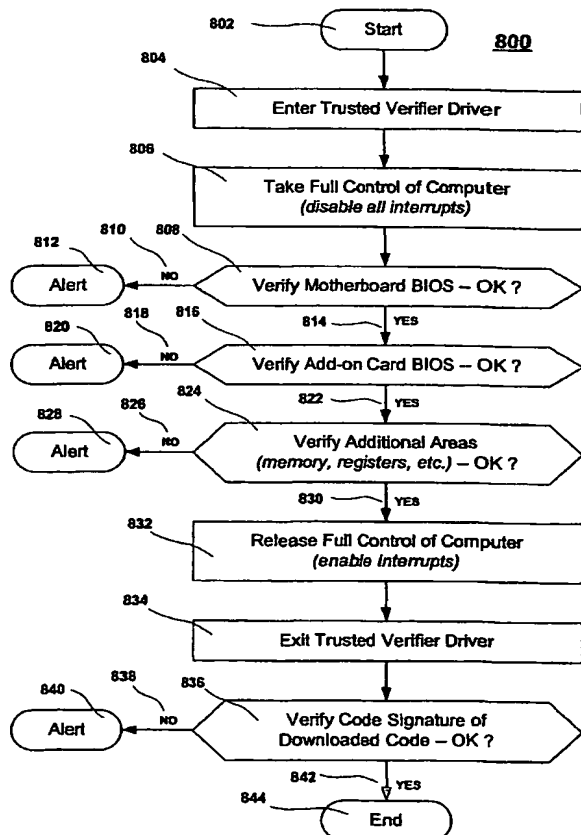 802
Start
800
804
Enter Trusted Verifier Driver
806
Take Full Control of Computer
(disable all interrupts)
812
810
808
Alert
NO
Verify Motherboard BIOS – OK ?
814
YES
820
818
816
Alert
NO
Verify Add-on Card BIOS – OK ?
822
YES
828
826
824
Alert
NO
Verify Additional Areas
(memory, registers, etc.) – OK ?
830
YES
832
Release Full Control of Computer
(enable interrupts)
834
Exit Trusted Verifier Driver
840
838
836
Alert
NO
Verify Code Signature of
Downloaded Code – OK ?
842
YES
844
End